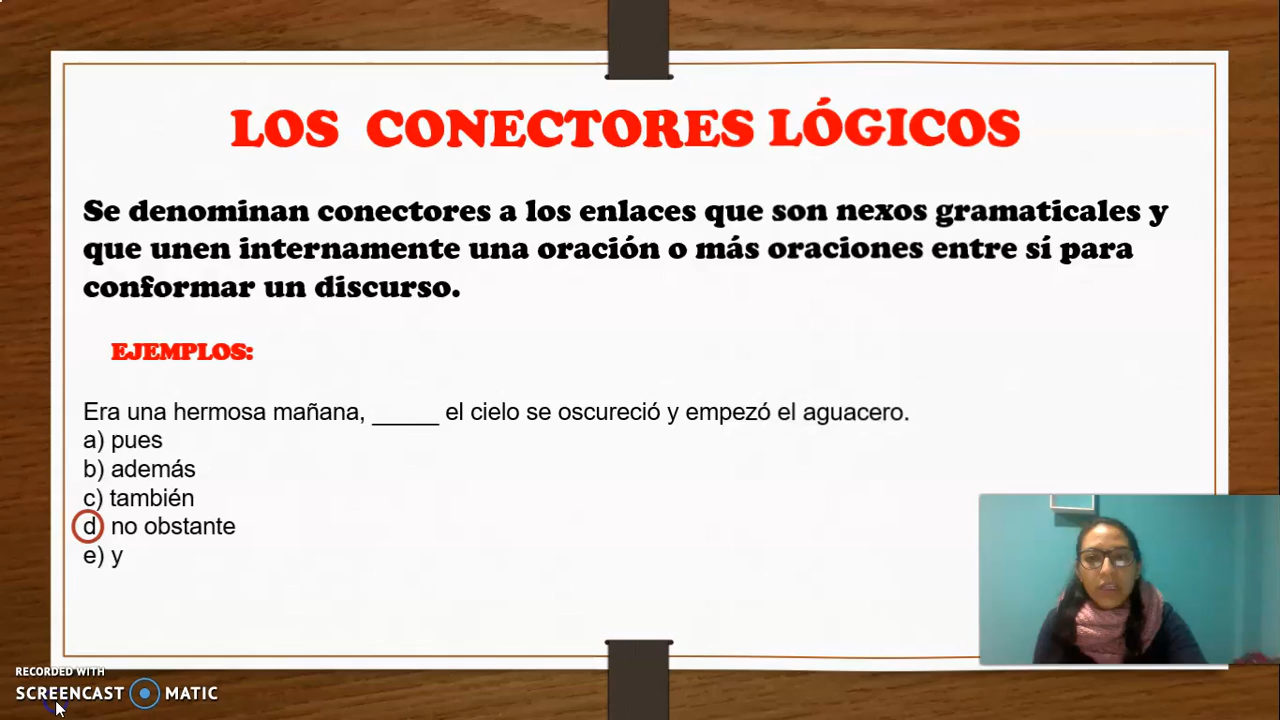 LOS CONECTORES LÓGICOS
Se denominan conectores a los enlaces que son nexos gramaticales y
que unen internamente una oración o más oraciones entre sí para
conformar un discurso.
EJEMPLOS:
Era una hermosa mañana, _____ el cielo se oscureció y empezó el aguacero.
a) pues
b) además
c) también
d) no obstante
e) y
RECORDED WITH
SCREENCAST MATIC